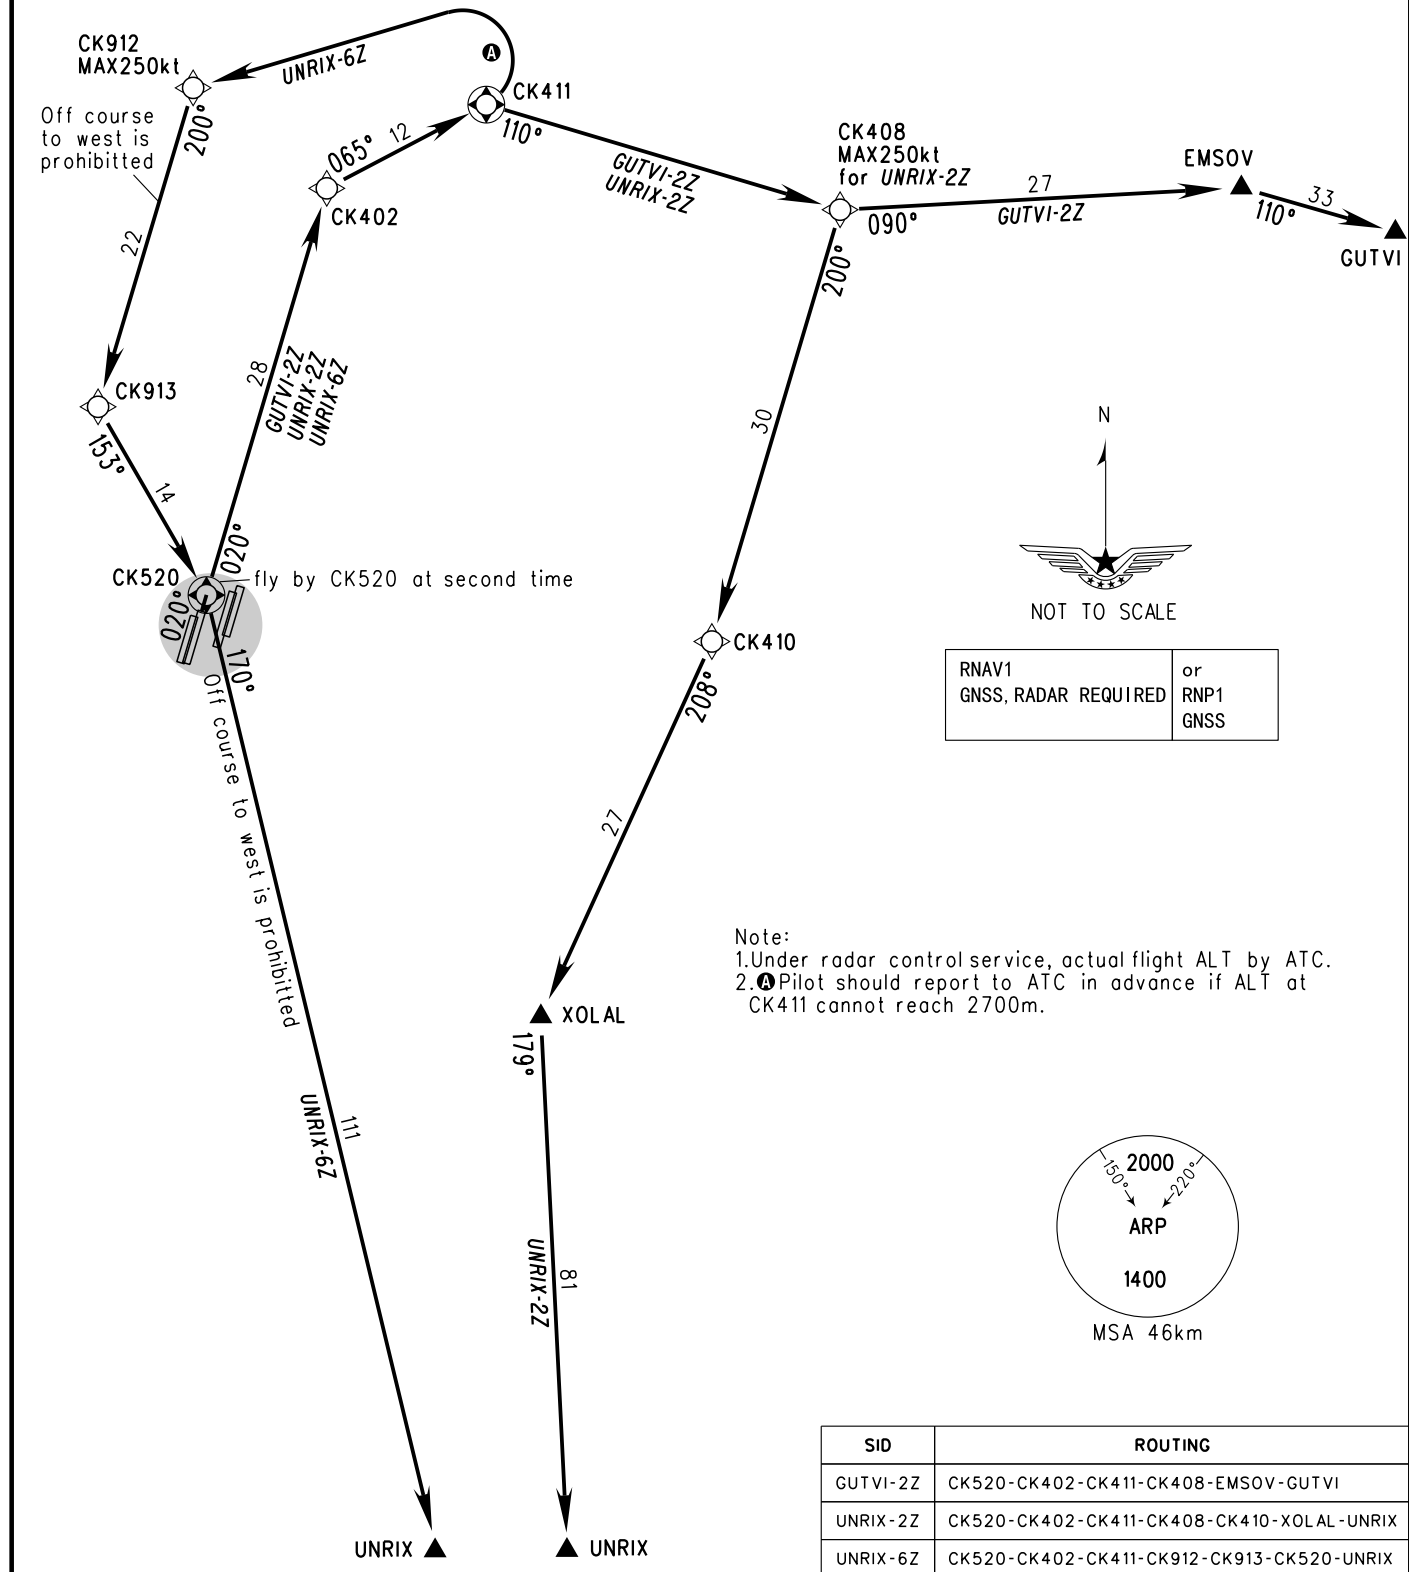 CK912
MAX250kt
UNRIX-6Z
A
CK411
Off course
to west is
prohibitted
200°
065°
12
110°
CK402
GUTVI-2Z
UNRIX-2Z
CK408
MAX250kt
for UNRIX-2Z
EMSOV
27
GUTVI-2Z
090°
33
110°
GUTVI
22
200°
28
GUTVI-2Z
UNRIX-2Z
UNRIX-6Z
CK913
153°
14
30
N
NOT TO SCALE
020°
CK520
fly by CK520 at second time
020°
170°
CK410
208°
RNAV1
GNSS, RADAR REQUIRED
or
RNP1
GNSS
Off course to west is prohibitted
27
Note:
1.Under radar control service, actual flight ALT by ATC.
2.A Pilot should report to ATC in advance if ALT at
CK411 cannot reach 2700m.
XOLAL
179°
111
UNRIX-6Z
2000
150°
220°
ARP
1400
MSA 46km
81
UNRIX-2Z
UNRIX
UNRIX
SID ROUTING
GUTVI-2Z CK520-CK402-CK411-CK408-EMSOV-GUTVI
UNRIX-2Z CK520-CK402-CK411-CK408-CK410-XOLAL-UNRIX
UNRIX-6Z CK520-CK402-CK411-CK912-CK913-CK520-UNRIX